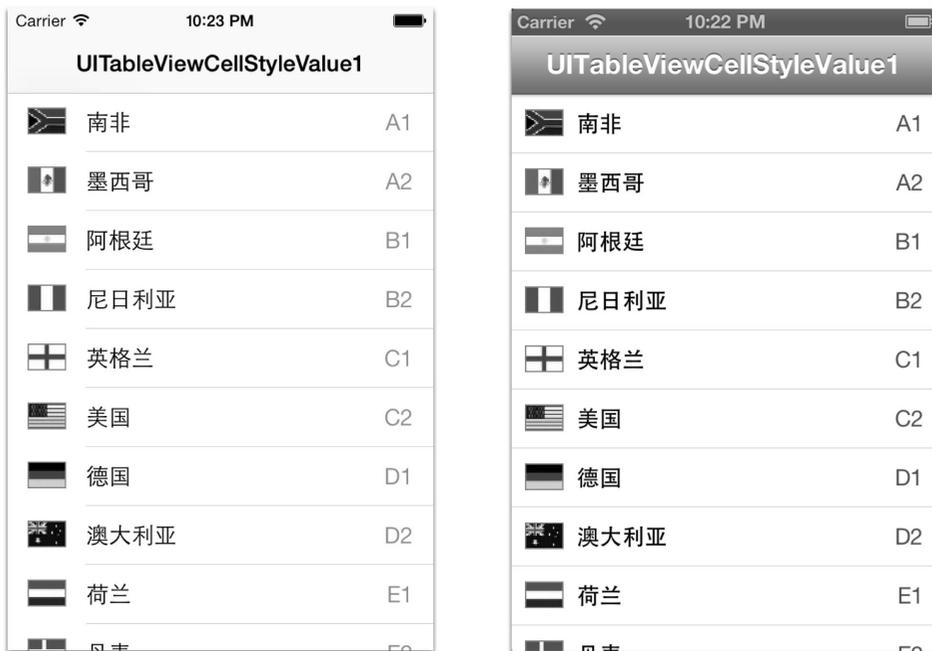 Carrier 10:23 PM
UITableViewCellStyleValue1
南非 A1
墨西哥 A2
阿根廷 B1
尼日利亚 B2
英格兰 C1
美国 C2
德国 D1
澳大利亚 D2
荷兰 E1
Carrier 10:22 PM
UITableViewCellStyleValue1
南非 A1
墨西哥 A2
阿根廷 B1
尼日利亚 B2
英格兰 C1
美国 C2
德国 D1
澳大利亚 D2
荷兰 E1